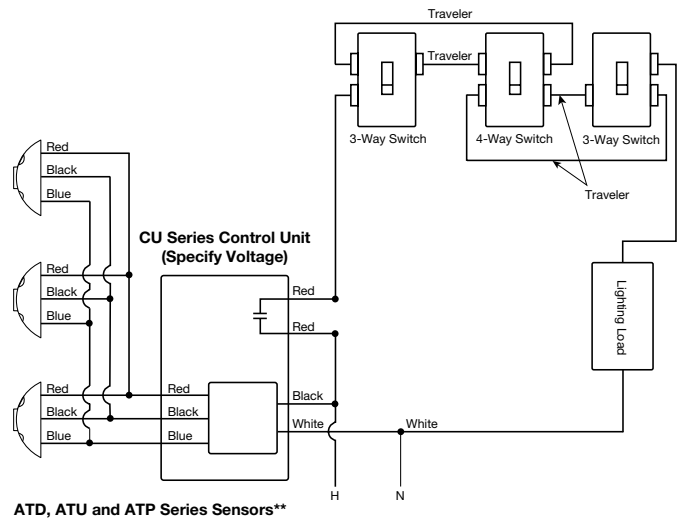 Traveler
Traveler
3-Way Switch
4-Way Switch
3-Way Switch
Traveler
Red
Black
Blue
CU Series Control Unit
(Specify Voltage)
Red
Black
Blue
Red
Red
Lighting Load
Red
Black
Blue
Red
Black
Blue
Black
White
White
H
N
ATD, ATU and ATP Series Sensors**